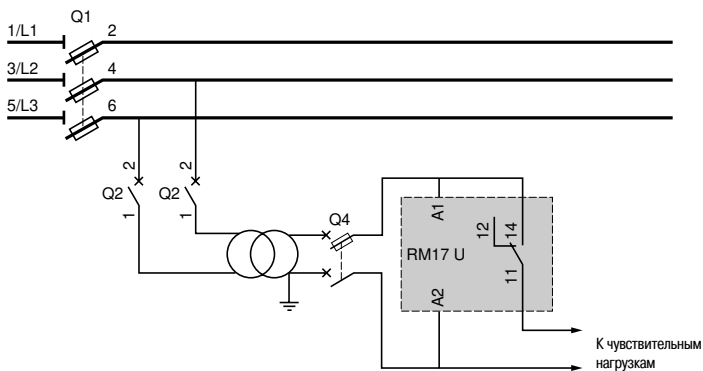 Q1
1/L1
2
3/L2
4
5/L3
6
2
2
Q2
Q2
1
1
Q4
A1
12
14
RM17 U
11
A2
К чувствительным
нагрузкам